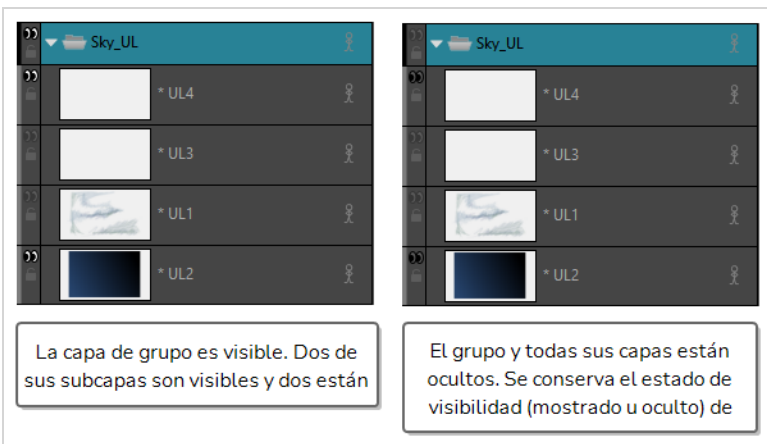 Sky_UL
* UL4
* UL3
* UL1
* UL2
La capa de grupo es visible. Dos de
sus subcapas son visibles y dos están
Sky_UL
* UL4
* UL3
* UL1
* UL2
El grupo y todas sus capas están
ocultos. Se conserva el estado de
visibilidad (mostrado u oculto) de